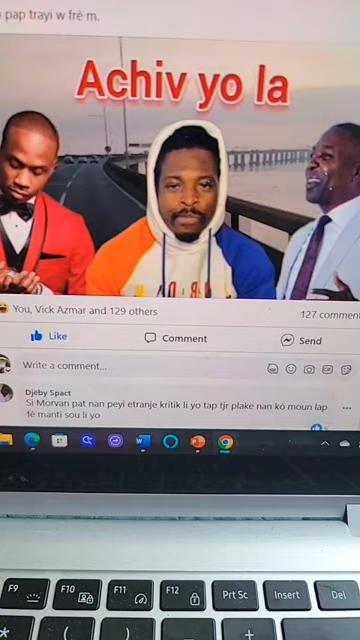 pap trayi w frè m.
Achiv yo la
You, Vick Azmar and 129 others
127 comment
Like
Comment
Send
Write a comment...
GIF
Djeby Spact
Si Morvan pat nan peyi etranje kritik li yo tap tjr plake nan kò moun lap
fè manti sou li yo
F9
F10
F11
F12
Prt Sc
Insert
Del
*
(
)
_
+